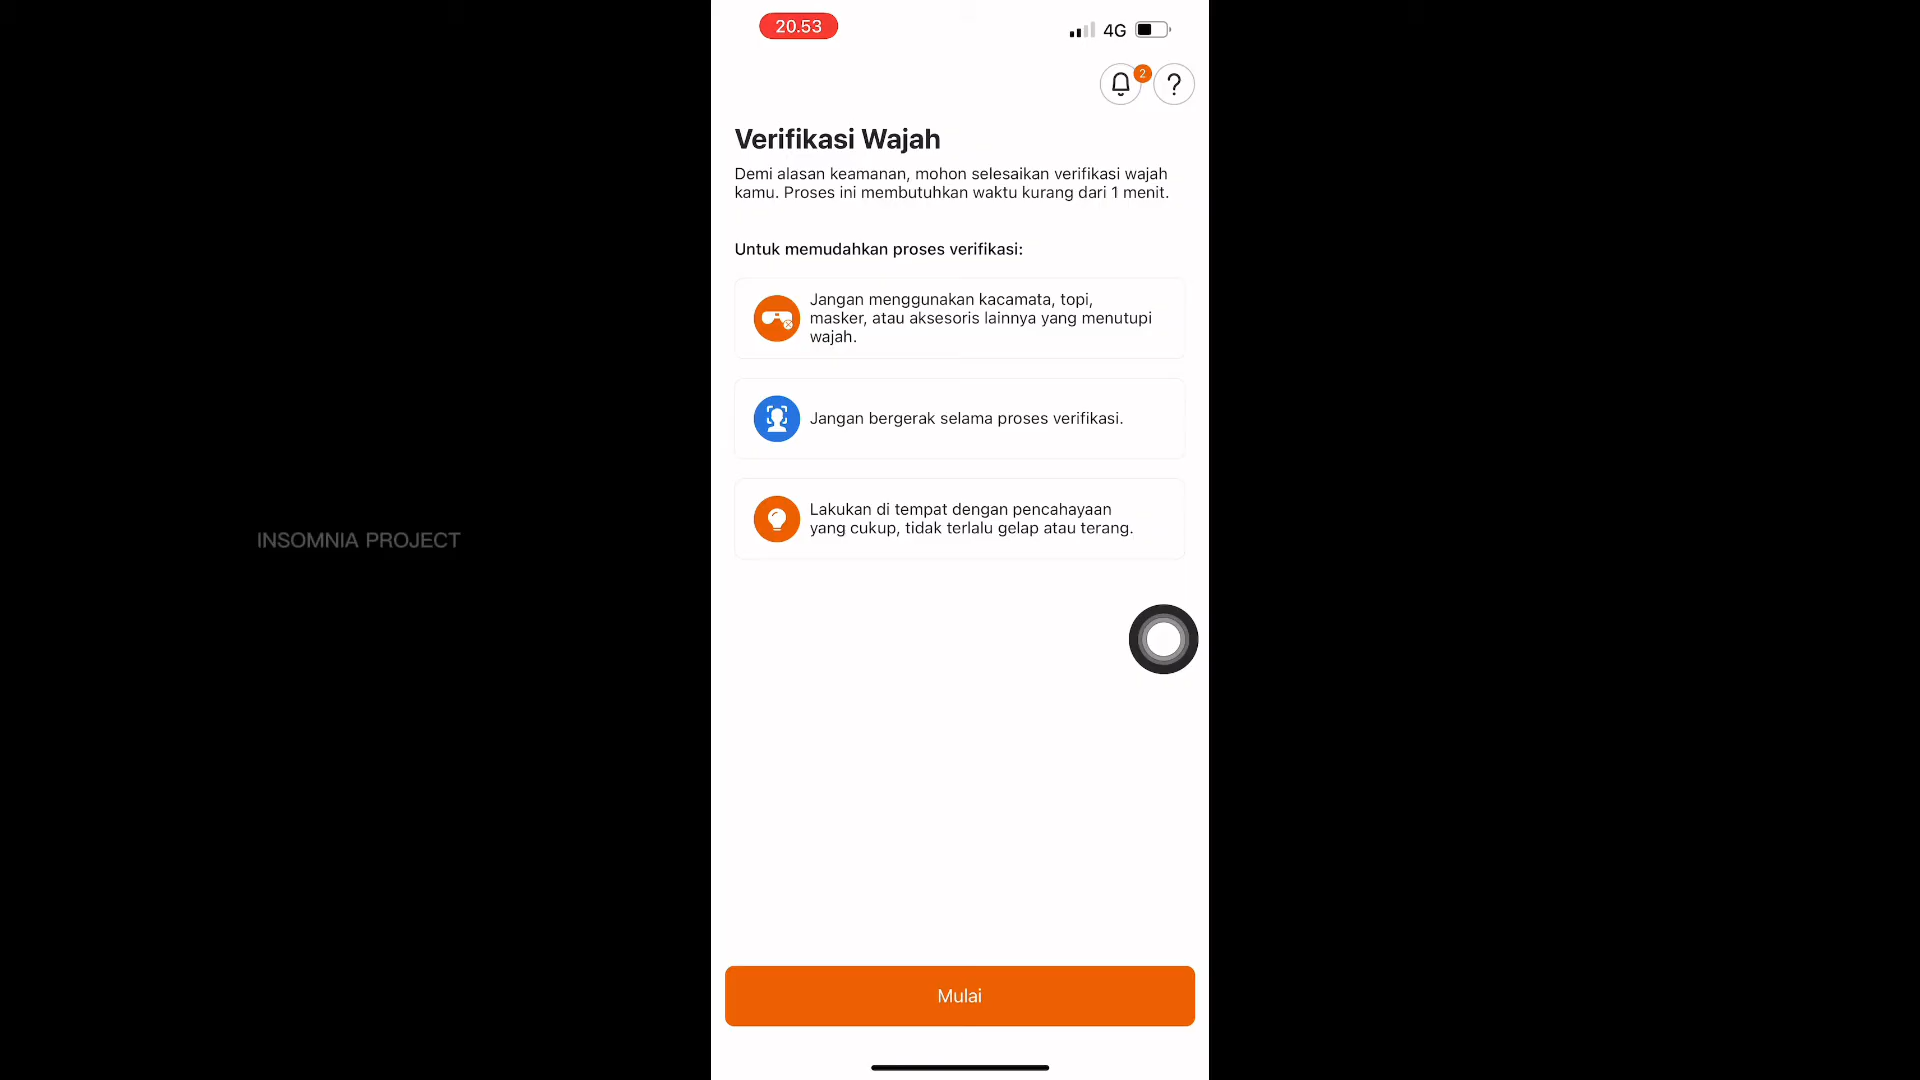 20.53
4G
2
?
Verifikasi Wajah
Demi alasan keamanan, mohon selesaikan verifikasi wajah
kamu. Proses ini membutuhkan waktu kurang dari 1 menit.
Untuk memudahkan proses verifikasi:
Jangan menggunakan kacamata, topi,
masker, atau aksesoris lainnya yang menutupi
wajah.
Jangan bergerak selama proses verifikasi.
Lakukan di tempat dengan pencahayaan
yang cukup, tidak terlalu gelap atau terang.
INSOMNIA PROJECT
Mulai